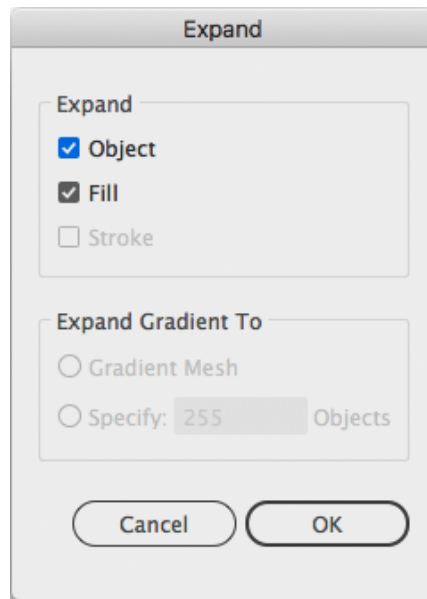 Expand
Expand
Object
Fill
Stroke
Expand Gradient To
Gradient Mesh
Specify: 255 Objects
Cancel OK